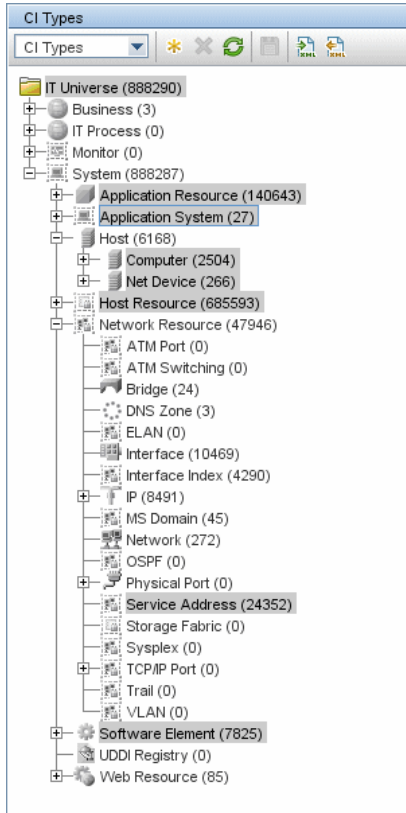 CI Types
CI Types
XML XML
IT Universe (888290)
Business (3)
IT Process (0)
Monitor (0)
System (888287)
Application Resource (140643)
Application System (27)
Host (6168)
Computer (2504)
Net Device (266)
Host Resource (685593)
Network Resource (47946)
ATM Port (0)
ATM Switching (0)
Bridge (24)
DNS Zone (3)
ELAN (0)
Interface (10469)
Interface Index (4290)
IP (8491)
MS Domain (45)
Network (272)
OSPF (0)
Physical Port (0)
Service Address (24352)
Storage Fabric (0)
Sysplex (0)
TCP/IP Port (0)
Trail (0)
VLAN (0)
Software Element (7825)
UDDI Registry (0)
Web Resource (85)